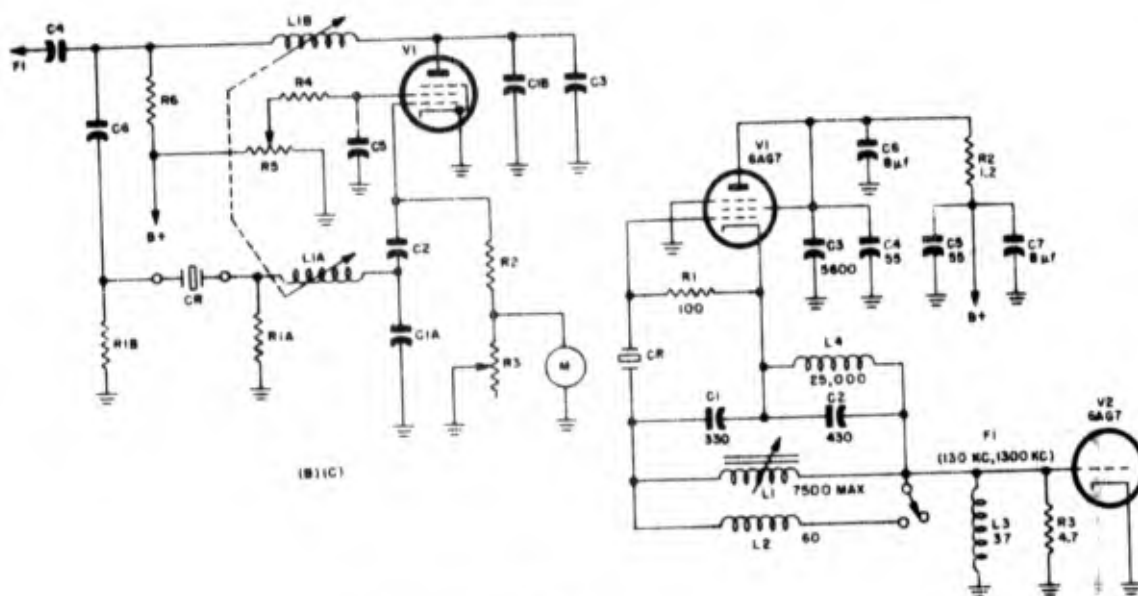 C4
F1
L1B
V1
R6
R4
C1B
C3
C6
R5
C5
B+
L1A
C2
R2
CR
R1B
R1A
C1A
R3
M
(B)(C)
V1
6AG7
C6
8μf
R2
1.2
C3
5600
C4
55
C5
55
C7
8μf
B+
R1
100
CR
L4
25,000
C1
330
C2
430
V2
6AG7
F1
(130 KC, 1300 KC)
L1
7500 MAX
L2
60
L3
37
R3
4.7